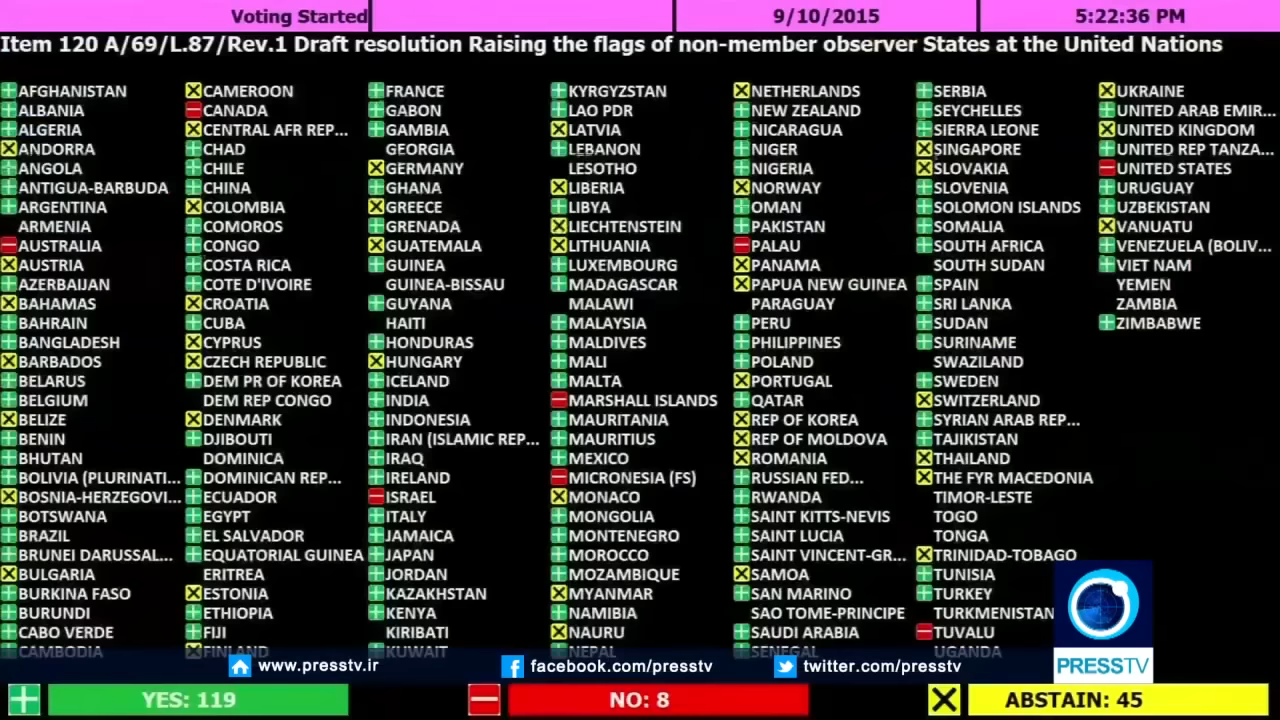 Voting Started
9/10/2015
5:22:36 PM
Item 120 A/69/L.87/Rev.1 Draft resolution Raising the flags of non-member observer States at the United Nations
AFGHANISTAN
ALBANIA
ALGERIA
ANDORRA
ANGOLA
ANTIGUA-BARBUDA
ARGENTINA
ARMENIA
AUSTRALIA
AUSTRIA
AZERBAIJAN
BAHAMAS
BAHRAIN
BANGLADESH
BARBADOS
BELARUS
BELGIUM
BELIZE
BENIN
BHUTAN
BOLIVIA (PLURINATI...
BOSNIA-HERZEGOVI...
BOTSWANA
BRAZIL
BRUNEI DARUSSAL...
BULGARIA
BURKINA FASO
BURUNDI
CABO VERDE
CAMBODIA
CAMEROON
CANADA
CENTRAL AFR REP...
CHAD
CHILE
CHINA
COLOMBIA
COMOROS
CONGO
COSTA RICA
COTE D'IVOIRE
CROATIA
CUBA
CYPRUS
CZECH REPUBLIC
DEM PR OF KOREA
DEM REP CONGO
DENMARK
DJIBOUTI
DOMINICA
DOMINICAN REP...
ECUADOR
EGYPT
EL SALVADOR
EQUATORIAL GUINEA
ERITREA
ESTONIA
ETHIOPIA
FIJI
FINLAND
FRANCE
GABON
GAMBIA
GEORGIA
GERMANY
GHANA
GREECE
GRENADA
GUATEMALA
GUINEA
GUINEA-BISSAU
GUYANA
HAITI
HONDURAS
HUNGARY
ICELAND
INDIA
INDONESIA
IRAN (ISLAMIC REP...
IRAQ
IRELAND
ISRAEL
ITALY
JAMAICA
JAPAN
JORDAN
KAZAKHSTAN
KENYA
KIRIBATI
KUWAIT
KYRGYZSTAN
LAO PDR
LATVIA
LEBANON
LESOTHO
LIBERIA
LIBYA
LIECHTENSTEIN
LITHUANIA
LUXEMBOURG
MADAGASCAR
MALAWI
MALAYSIA
MALDIVES
MALI
MALTA
MARSHALL ISLANDS
MAURITANIA
MAURITIUS
MEXICO
MICRONESIA (FS)
MONACO
MONGOLIA
MONTENEGRO
MOROCCO
MOZAMBIQUE
MYANMAR
NAMIBIA
NAURU
NEPAL
NETHERLANDS
NEW ZEALAND
NICARAGUA
NIGER
NIGERIA
NORWAY
OMAN
PAKISTAN
PALAU
PANAMA
PAPUA NEW GUINEA
PARAGUAY
PERU
PHILIPPINES
POLAND
PORTUGAL
QATAR
REP OF KOREA
REP OF MOLDOVA
ROMANIA
RUSSIAN FED...
RWANDA
SAINT KITTS-NEVIS
SAINT LUCIA
SAINT VINCENT-GR...
SAMOA
SAN MARINO
SAO TOME-PRINCIPE
SAUDI ARABIA
SENEGAL
SERBIA
SEYCHELLES
SIERRA LEONE
SINGAPORE
SLOVAKIA
SLOVENIA
SOLOMON ISLANDS
SOMALIA
SOUTH AFRICA
SOUTH SUDAN
SPAIN
SRI LANKA
SUDAN
SURINAME
SWAZILAND
SWEDEN
SWITZERLAND
SYRIAN ARAB REP...
TAJIKISTAN
THAILAND
THE FYR MACEDONIA
TIMOR-LESTE
TOGO
TONGA
TRINIDAD-TOBAGO
TUNISIA
TURKEY
TURKMENISTAN
TUVALU
UGANDA
UKRAINE
UNITED ARAB EMIR...
UNITED KINGDOM
UNITED REP TANZA...
UNITED STATES
URUGUAY
UZBEKISTAN
VANUATU
VENEZUELA (BOLIV...
VIET NAM
YEMEN
ZAMBIA
ZIMBABWE
PRESSTV
www.presstv.ir
facebook.com/presstv
twitter.com/presstv
YES: 119
NO: 8
ABSTAIN: 45